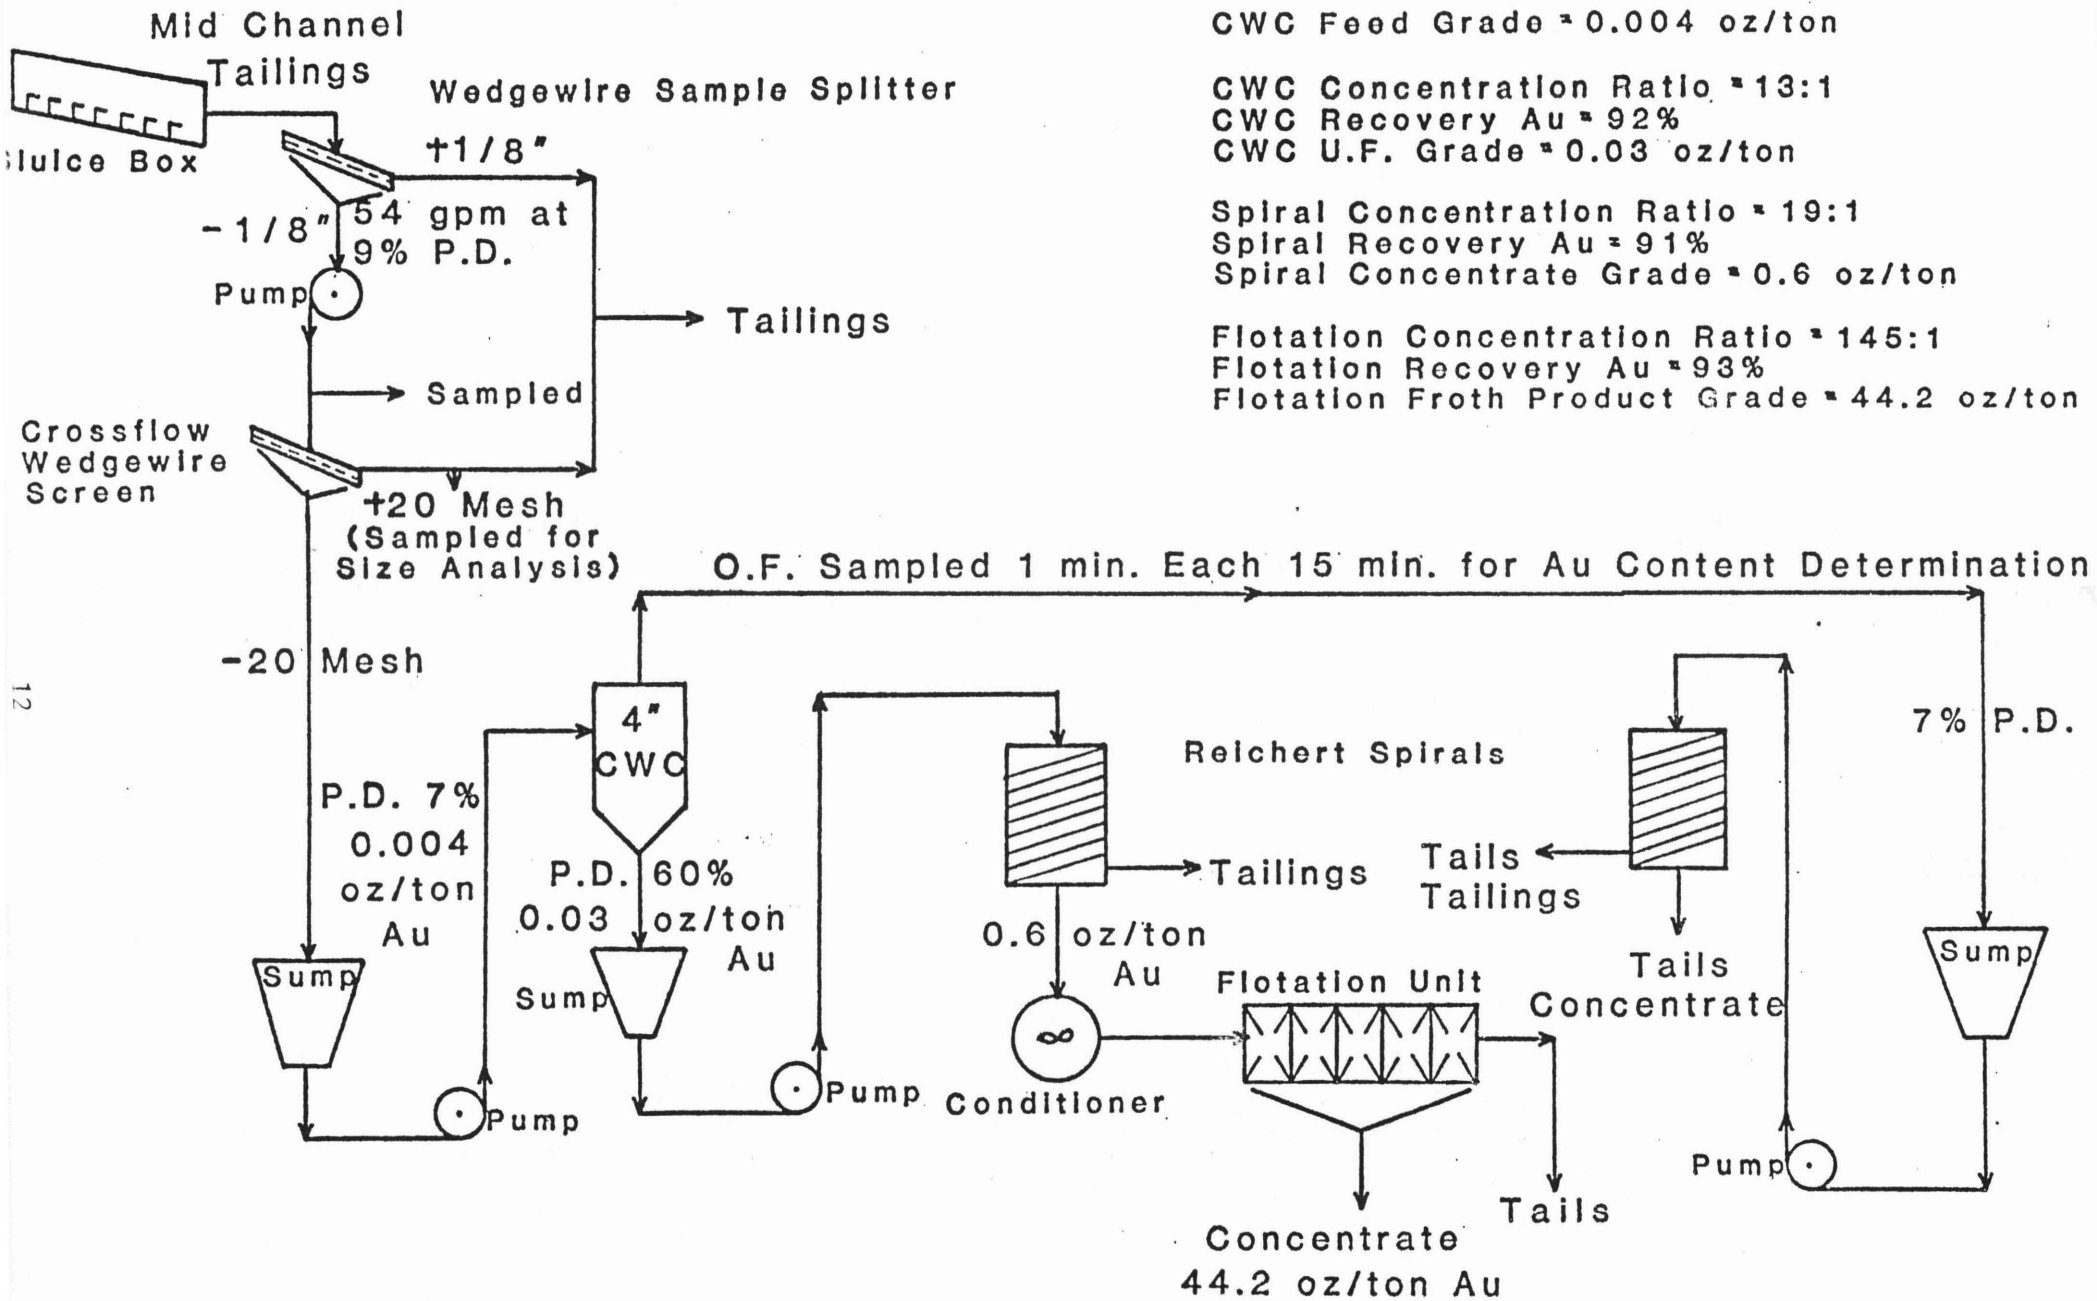 Mid Channel
Tailings
Sluice Box
Wedgewire Sample Splitter
+1/8"
-1/8"
54 gpm at
9% P.D.
Pump
Tailings
Sampled
Crossflow
Wedgewire
Screen
+20 Mesh
(Sampled for
Size Analysis)
CWC Feed Grade = 0.004 oz/ton
CWC Concentration Ratio = 13:1
CWC Recovery Au = 92%
CWC U.F. Grade = 0.03 oz/ton
Spiral Concentration Ratio = 19:1
Spiral Recovery Au = 91%
Spiral Concentrate Grade = 0.6 oz/ton
Flotation Concentration Ratio = 145:1
Flotation Recovery Au = 93%
Flotation Froth Product Grade = 44.2 oz/ton
O.F. Sampled 1 min. Each 15 min. for Au Content Determination
-20 Mesh
12
4"
CWC
P.D. 7%
0.004
oz/ton
Au
P.D. 60%
0.03 oz/ton
Au
Sump
Pump
Sump
Pump
Reichert Spirals
Tailings
0.6 oz/ton
Au
Conditioner
Flotation Unit
Tails
Concentrate
44.2 oz/ton Au
Tails
Tailings
Tails
Concentrate
7% P.D.
Sump
Pump